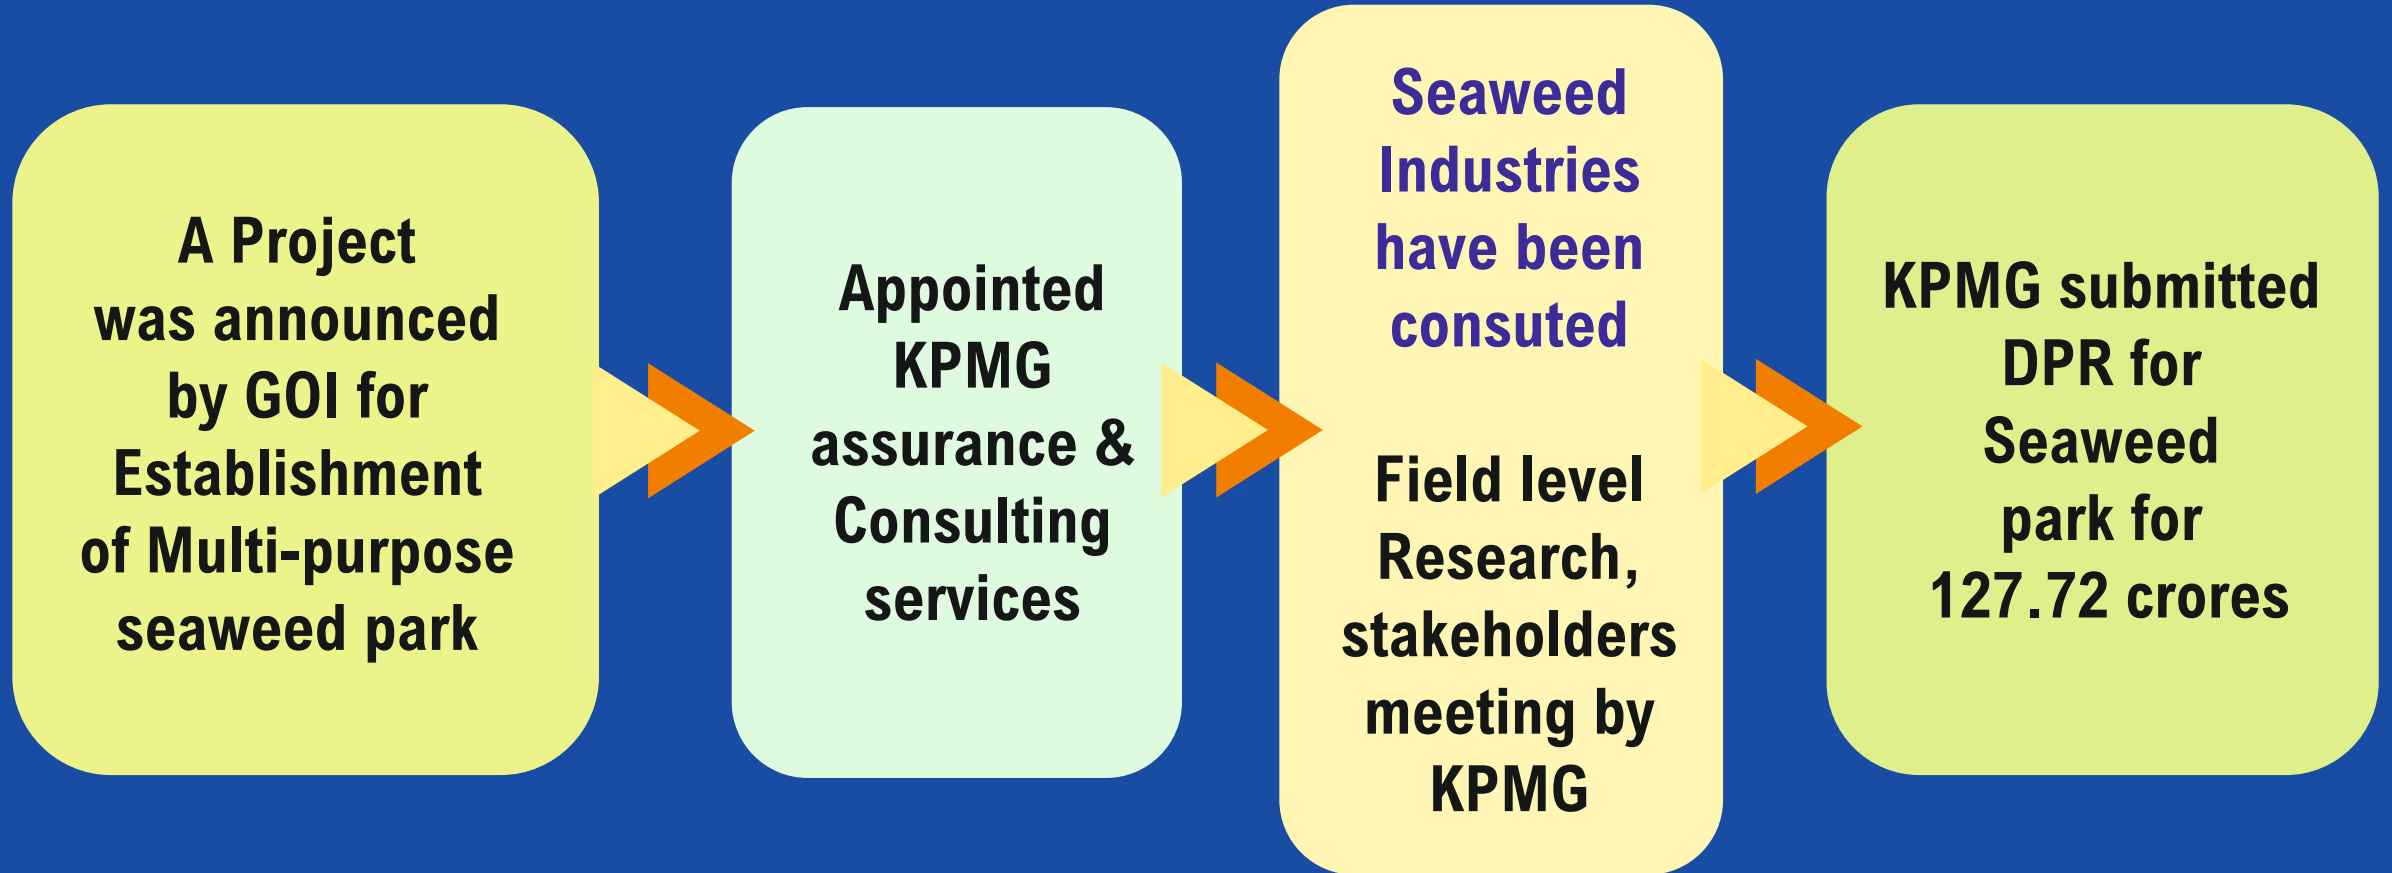 A Project
was announced
by GOI for
Establishment
of Multi-purpose
seaweed park
Appointed
KPMG
assurance &
Consulting
services
Seaweed
Industries
have been
consuted
Field level
Research,
stakeholders
meeting by
KPMG
KPMG submitted
DPR for
Seaweed
park for
127.72 crores